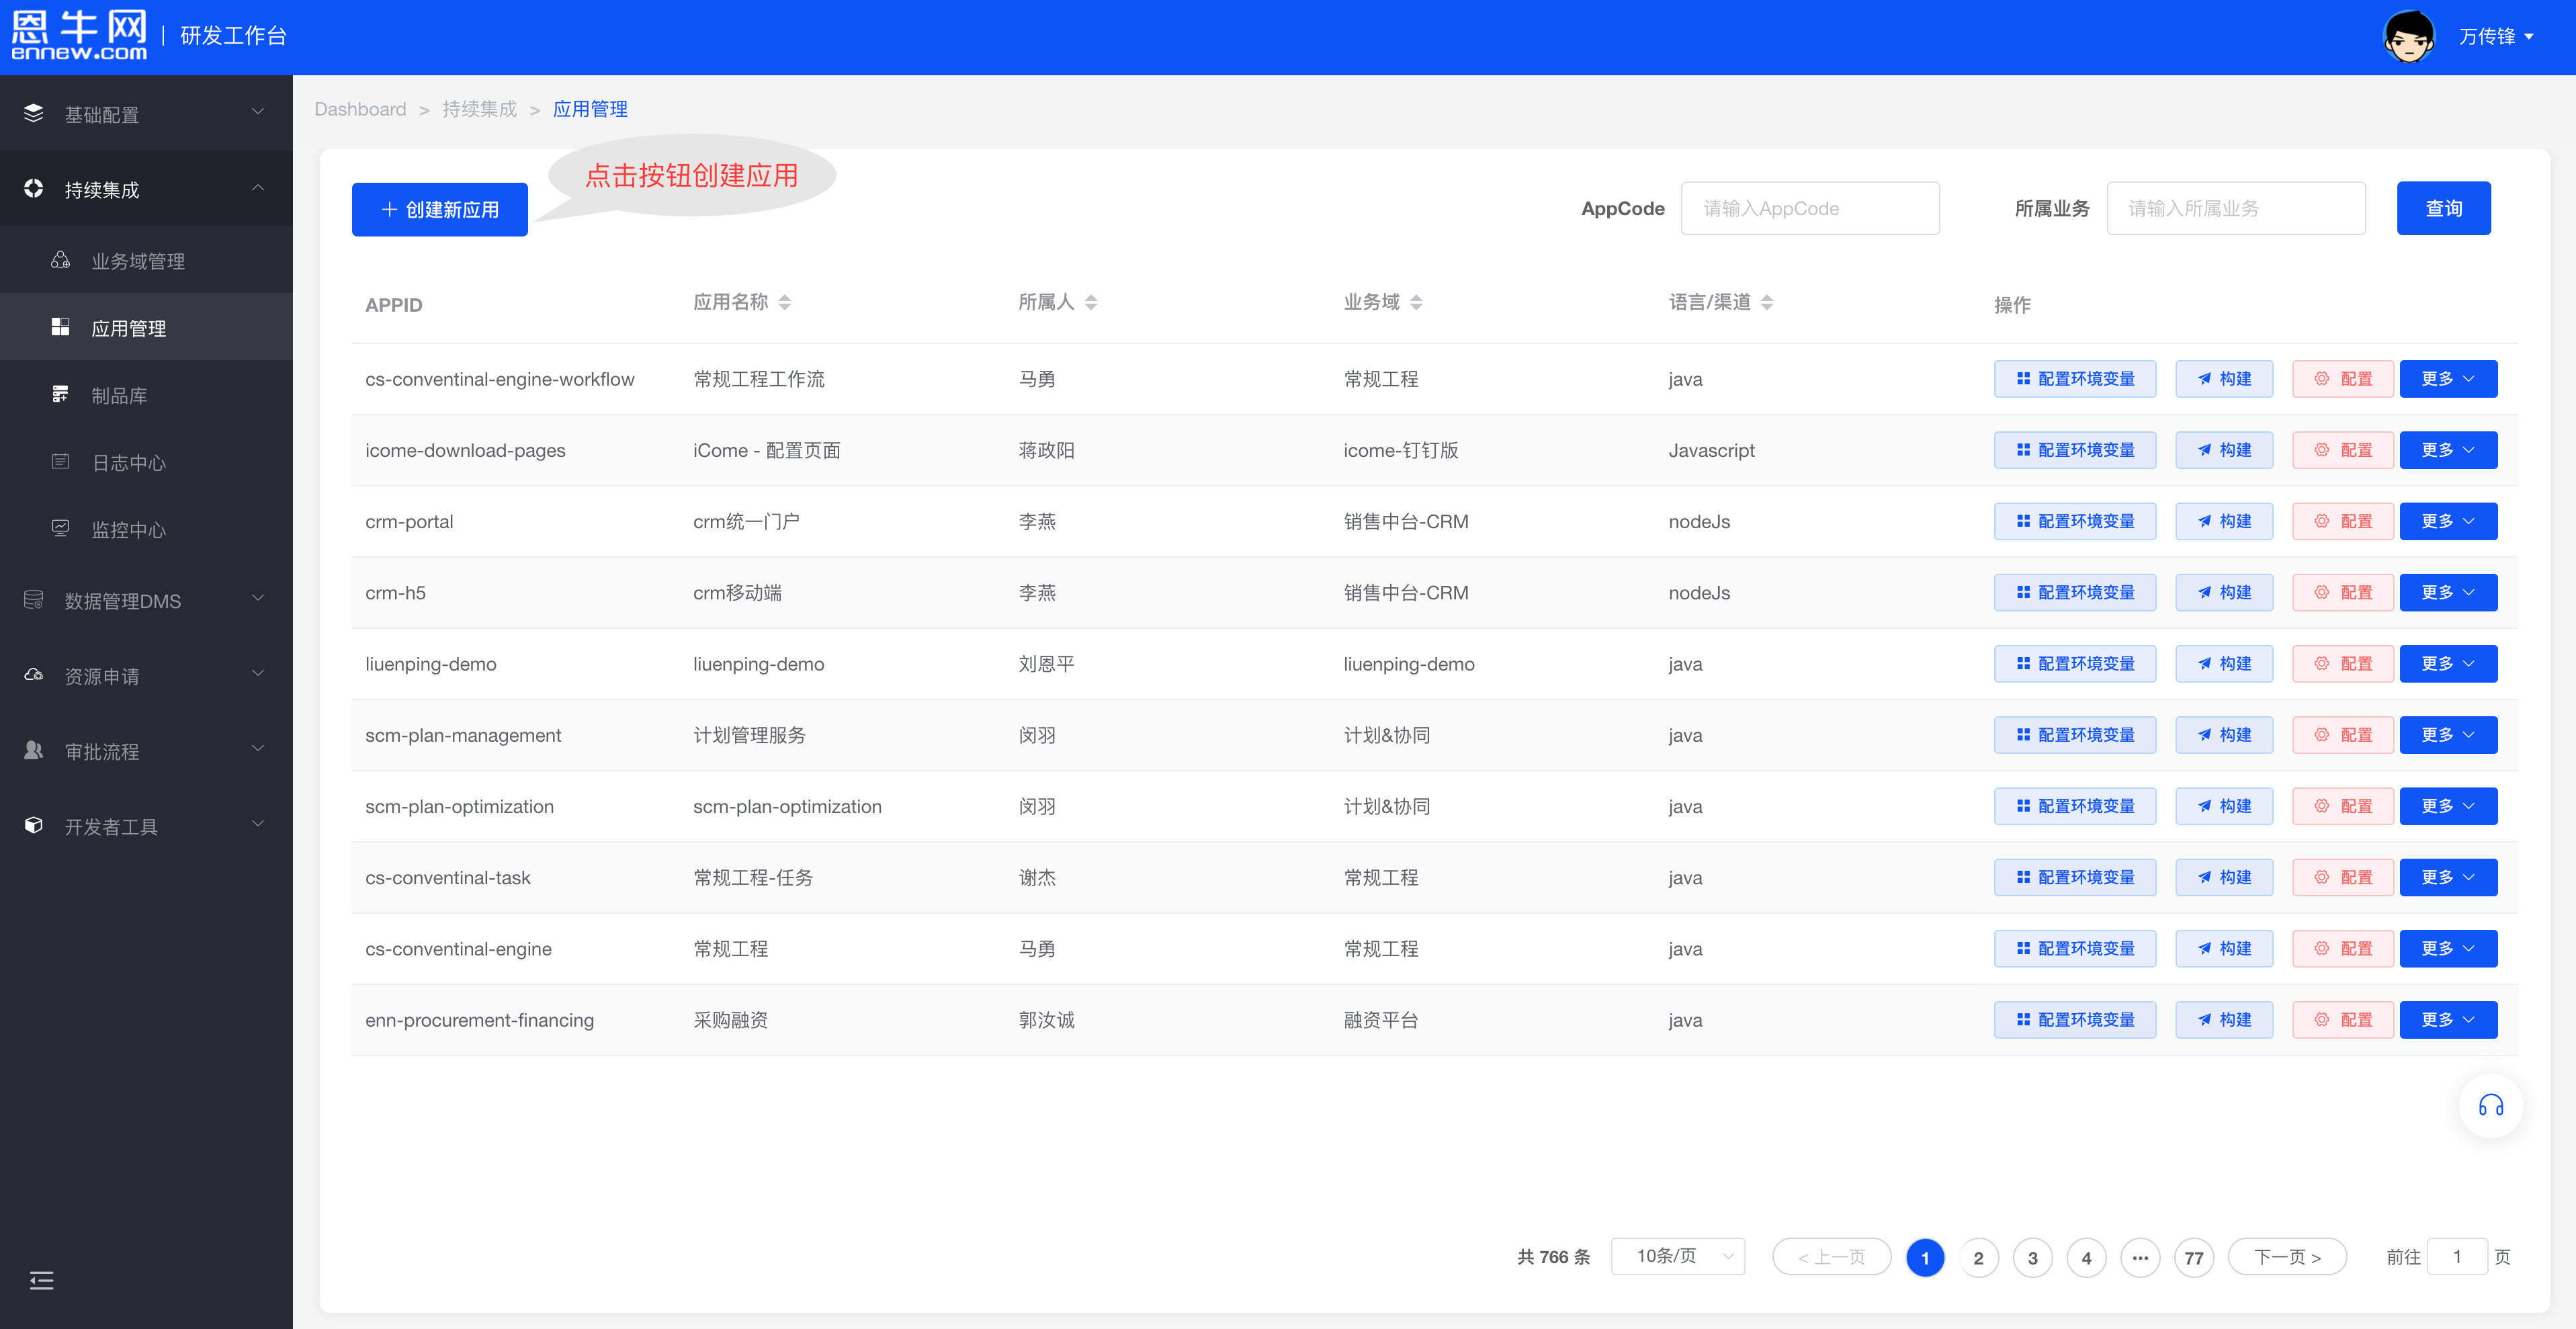 恩牛网
ennew.com
研发工作台
万传锋
基础配置
持续集成
业务域管理
应用管理
制品库
日志中心
监控中心
数据管理DMS
资源申请
审批流程
开发者工具
Dashboard > 持续集成 > 应用管理
点击按钮创建应用
创建新应用
AppCode 请输入AppCode 所属业务 请输入所属业务 查询
APPID 应用名称 所属人 业务域 语言/渠道 操作
cs-conventinal-engine-workflow 常规工程工作流 马勇 常规工程 java 配置环境变量 构建 配置 更多
icome-download-pages iCome - 配置页面 蒋政阳 icome-钉钉版 Javascript 配置环境变量 构建 配置 更多
crm-portal crm统一门户 李燕 销售中台-CRM nodeJs 配置环境变量 构建 配置 更多
crm-h5 crm移动端 李燕 销售中台-CRM nodeJs 配置环境变量 构建 配置 更多
liuenping-demo liuenping-demo 刘恩平 liuenping-demo java 配置环境变量 构建 配置 更多
scm-plan-management 计划管理服务 闵羽 计划&协同 java 配置环境变量 构建 配置 更多
scm-plan-optimization scm-plan-optimization 闵羽 计划&协同 java 配置环境变量 构建 配置 更多
cs-conventinal-task 常规工程-任务 谢杰 常规工程 java 配置环境变量 构建 配置 更多
cs-conventinal-engine 常规工程 马勇 常规工程 java 配置环境变量 构建 配置 更多
enn-procurement-financing 采购融资 郭汝诚 融资平台 java 配置环境变量 构建 配置 更多
共 766 条 10条/页 < 上一页 1 2 3 4 ••• 77 下一页 > 前往 1 页